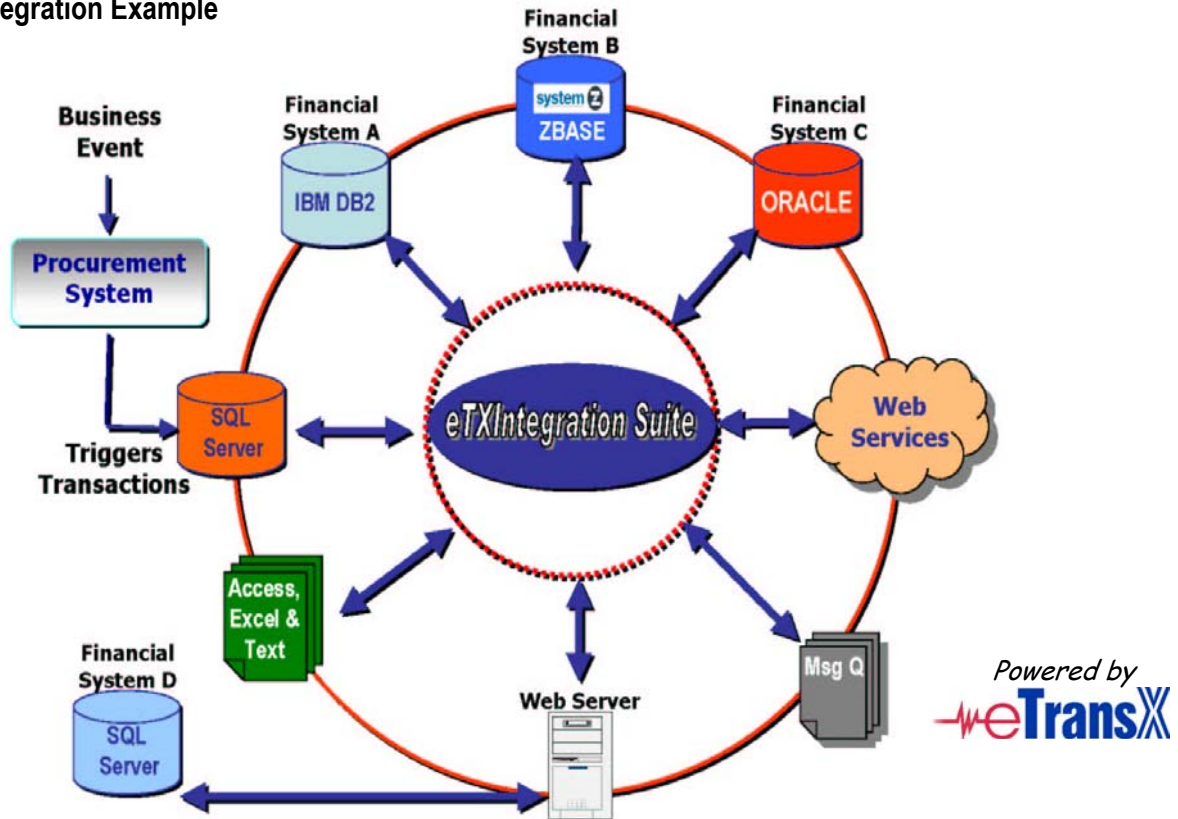 egration Example
Financial
System B
system z
ZBASE
Financial
System A
IBM DB2
Financial
System C
ORACLE
Business
Event
Procurement
System
SQL
Server
Triggers
Transactions
eTXIntegration Suite
Web
Services
Access,
Excel &
Text
Financial
System D
SQL
Server
Web Server
Msg Q
Powered by
eTransX